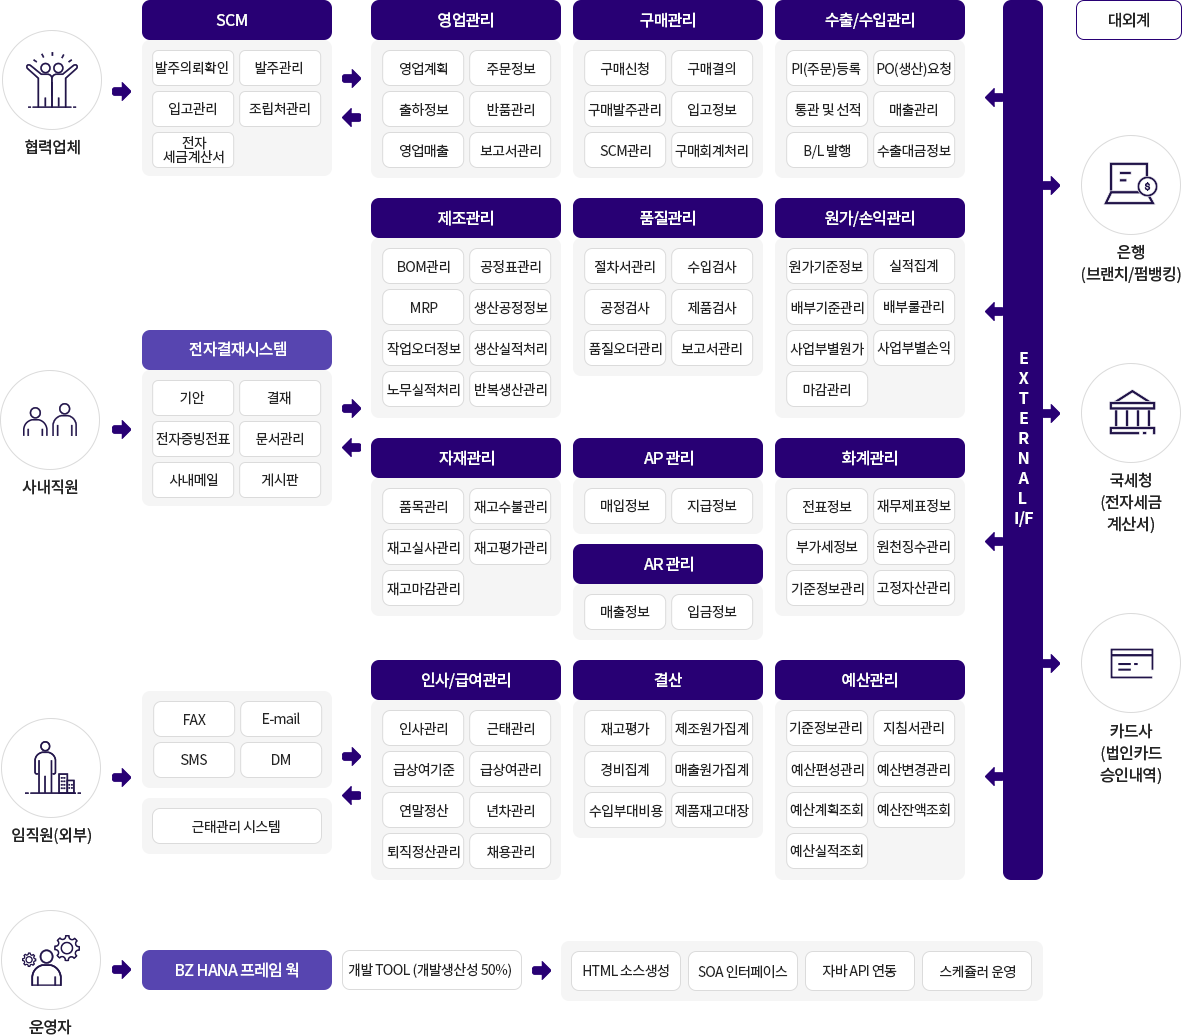 SCM
발주의뢰확인
발주관리
입고관리
조립처관리
전자
세금계산서
협력업체
영업관리
영업계획
주문정보
출하정보
반품관리
영업매출
보고서관리
구매관리
구매신청
구매결의
구매발주관리
입고정보
SCM관리
구매회계처리
수출/수입관리
PI(주문)등록
PO(생산)요청
통관 및 선적
매출관리
B/L 발행
수출대금정보
제조관리
BOM관리
공정표관리
MRP
생산공정정보
작업오더정보
생산실적처리
노무실적처리
반복생산관리
품질관리
절차서관리
수입검사
공정검사
제품검사
품질오더관리
보고서관리
원가/손익관리
원가기준정보
실적집계
배부기준관리
배부룰관리
사업부별원가
사업부별손익
마감관리
전자결재시스템
기안
결재
전자증빙전표
문서관리
사내메일
게시판
사내직원
자재관리
품목관리
재고수불관리
재고실사관리
재고평가관리
재고마감관리
AP 관리
매입정보
지급정보
AR 관리
매출정보
입금정보
화계관리
전표정보
재무제표정보
부가세정보
원천징수관리
기준정보관리
고정자산관리
FAX
E-mail
SMS
DM
근태관리 시스템
임직원(외부)
인사/급여관리
인사관리
근태관리
급상여기준
급상여관리
연말정산
년차관리
퇴직정산관리
채용관리
결산
재고평가
제조원가집계
경비집계
매출원가집계
수입부대비용
제품재고대장
예산관리
기준정보관리
지침서관리
예산편성관리
예산변경관리
예산계획조회
예산잔액조회
예산실적조회
E
X
T
E
R
N
A
L
I/F
대외계
은행
(브랜치/펌뱅킹)
국세청
(전자세금
계산서)
카드사
(법인카드
승인내역)
운영자
BZ HANA 프레임 웍
개발 TOOL (개발생산성 50%)
HTML 소스생성
SOA 인터페이스
자바 API 연동
스케쥴러 운영